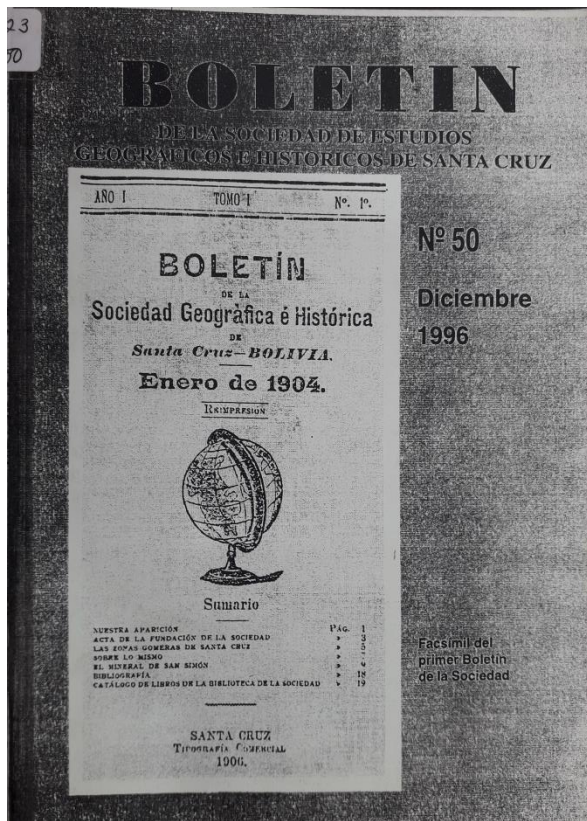 23
50
BOLETIN
DE LA SOCIEDAD DE ESTUDIOS
GEOGRAFICOS E HISTORICOS DE SANTA CRUZ
AÑO I TOMO I Nº. 1º.
BOLETÍN
DE LA
Sociedad Geogràfica é Histórica
DE
Santa Cruz—BOLIVIA.
Enero de 1904.
REIMPRESIÓN
Sumario
NUESTRA APARICIÓN PÁG. 1
ACTA DE LA FUNDACIÓN DE LA SOCIEDAD » 3
LAS ZONAS GOMERAS DE SANTA CRUZ » 5
SOBRE LO MISMO »
EL MINERAL DE SAN SIMÓN » 9
BIBLIOGRAFÍA » 18
CATÁLOGO DE LIBROS DE LA BIBLIOTECA DE LA SOCIEDAD » 19
SANTA CRUZ
TIPOGRAFÍA COMERCIAL
1906.
Nº 50
Diciembre
1996
Facsímil del
primer Boletín
de la Sociedad